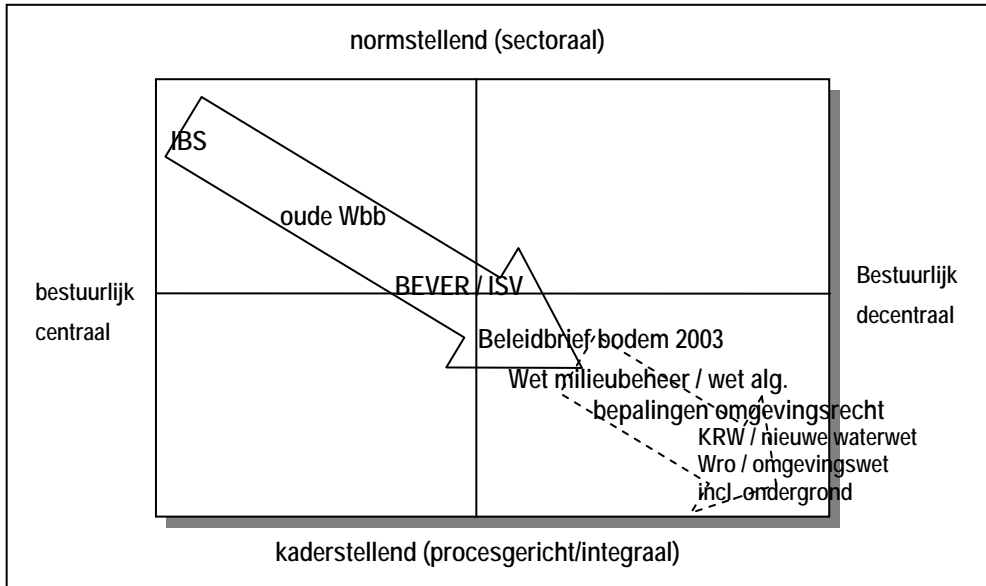 normstellend (sectoraal)
IBS
oude Wbb
BEVER / ISV
bestuurlijk
centraal
Bestuurlijk
decentraal
Beleidbrief bodem 2003
Wet milieubeheer / wet alg.
bepalingen omgevingsrecht
KRW / nieuwe waterwet
Wro / omgevingswet
incl. ondergrond
kaderstellend (procesgericht/integraal)